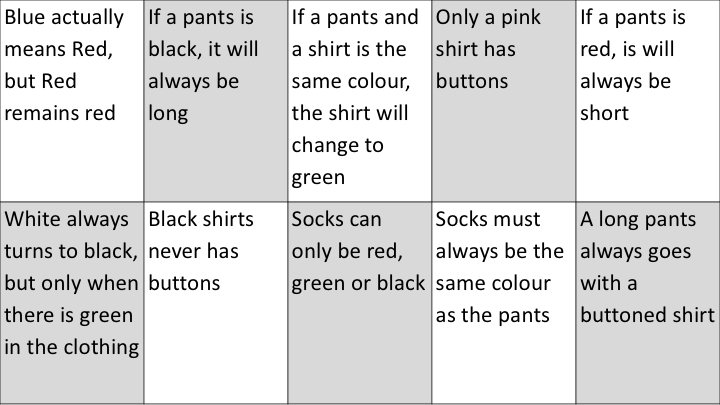 Blue actually
means Red,
but Red
remains red
If a pants is
black, it will
always be
long
If a pants and
a shirt is the
same colour,
the shirt will
change to
green
Only a pink
shirt has
buttons
If a pants is
red, is will
always be
short
White always
turns to black,
but only when
there is green
in the clothing
Black shirts
never has
buttons
Socks can
only be red,
green or black
Socks must
always be the
same colour
as the pants
A long pants
always goes
with a
buttoned shirt